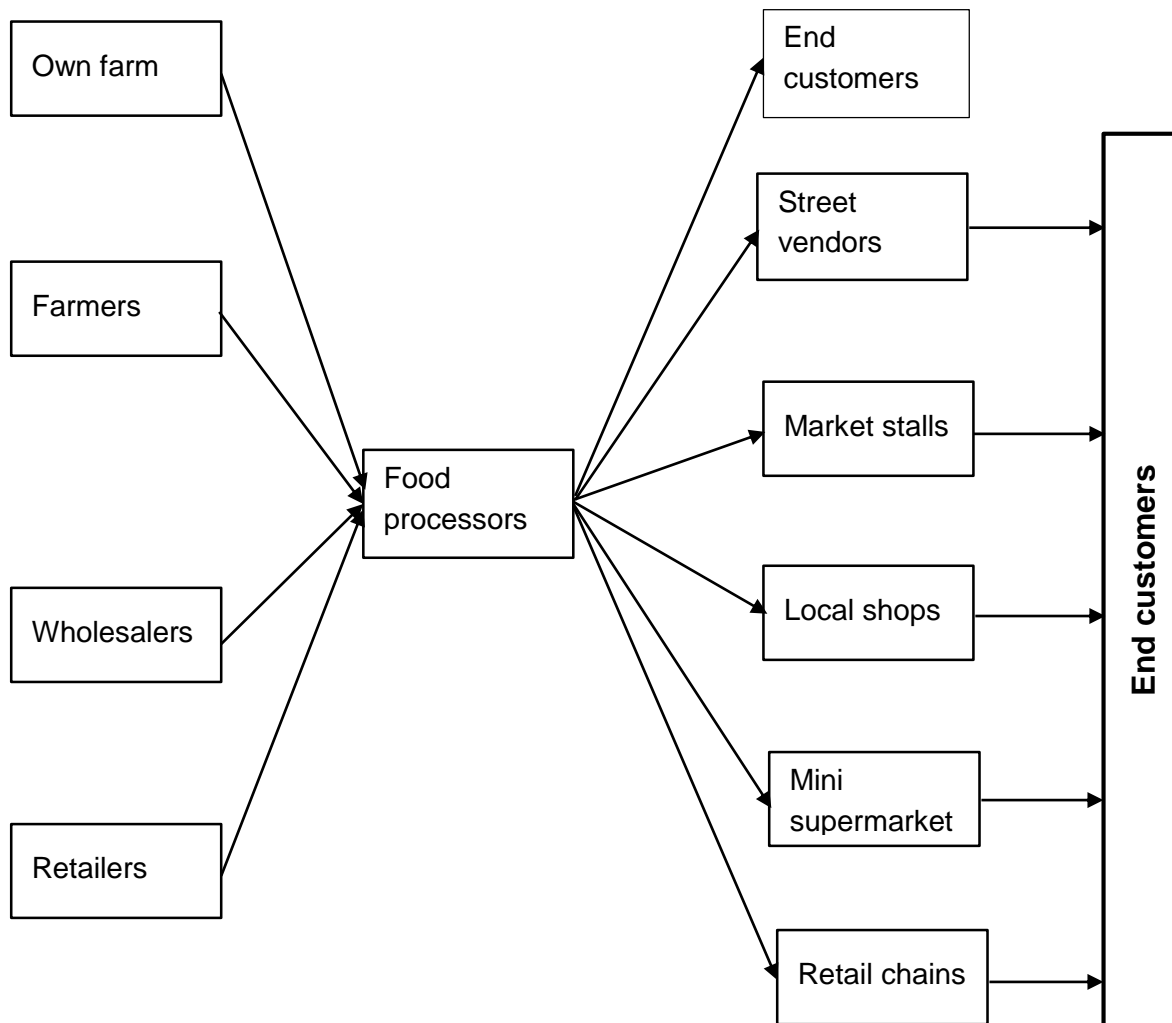 Own farm
Farmers
Wholesalers
Retailers
Food
processors
End
customers
Street
vendors
Market stalls
Local shops
Mini
supermarket
Retail chains
End customers